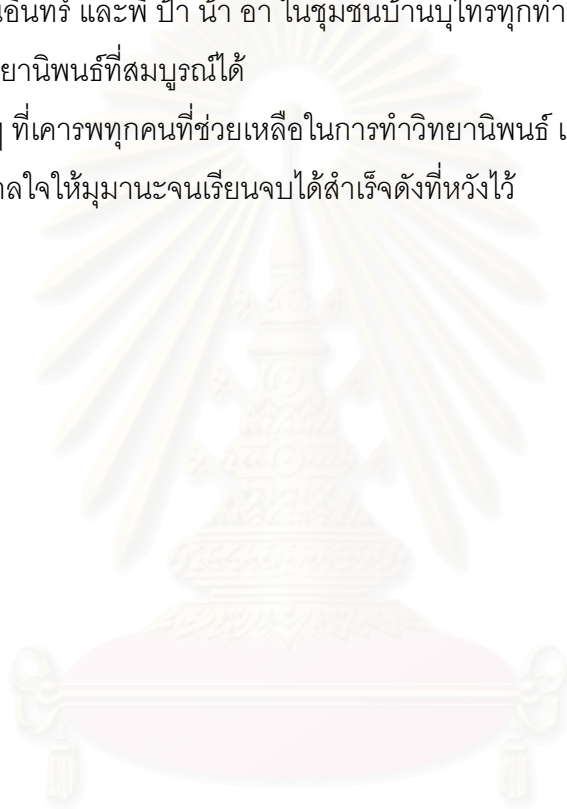 และพี่ ป้า น้า อา ในชุมชนบ้านบุไทรทุกท่า
ยานิพนธ์ที่สมบูรณ์ได้
ๆ ที่เคารพทุกคนที่ช่วยเหลือในการทำวิทยานิพนธ์ เ
ลใจให้มุมานะจนเรียนจบได้สำเร็จดังที่หวังไว้